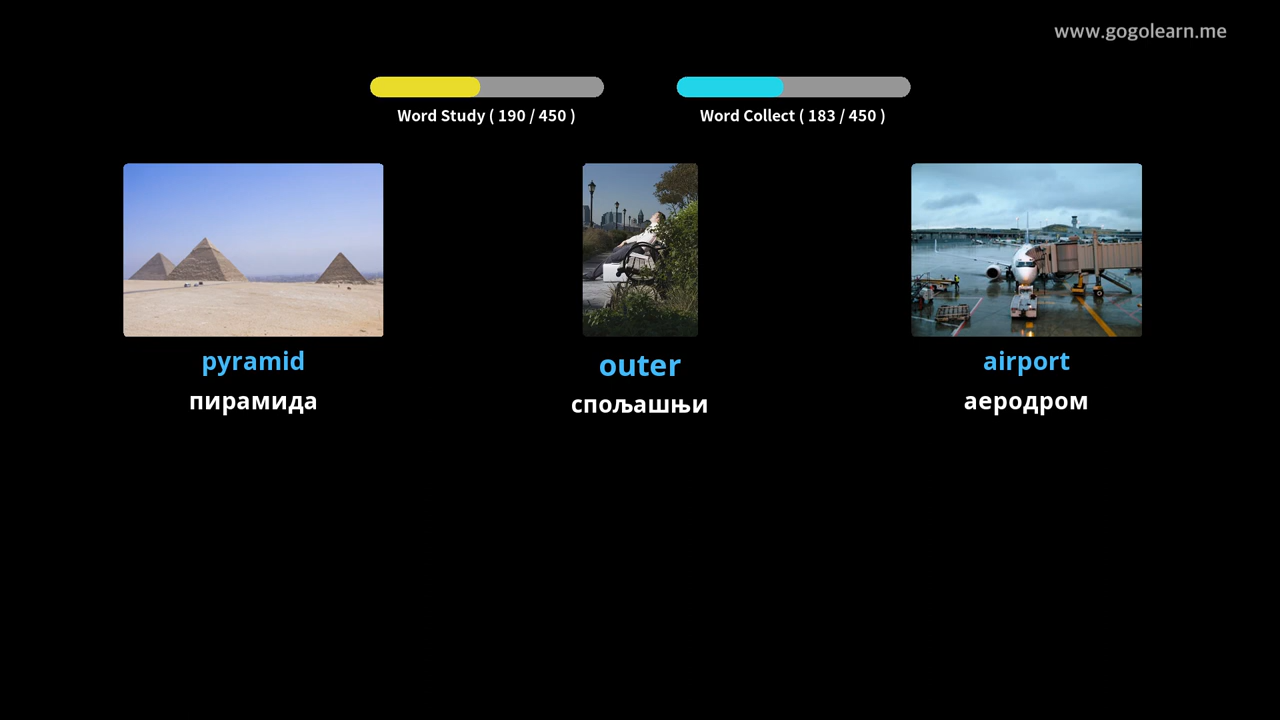 www.gogolearn.me
Word Study ( 190 / 450 )
Word Collect ( 183 / 450 )
pyramid
пирамида
outer
спољашњи
airport
аеродром